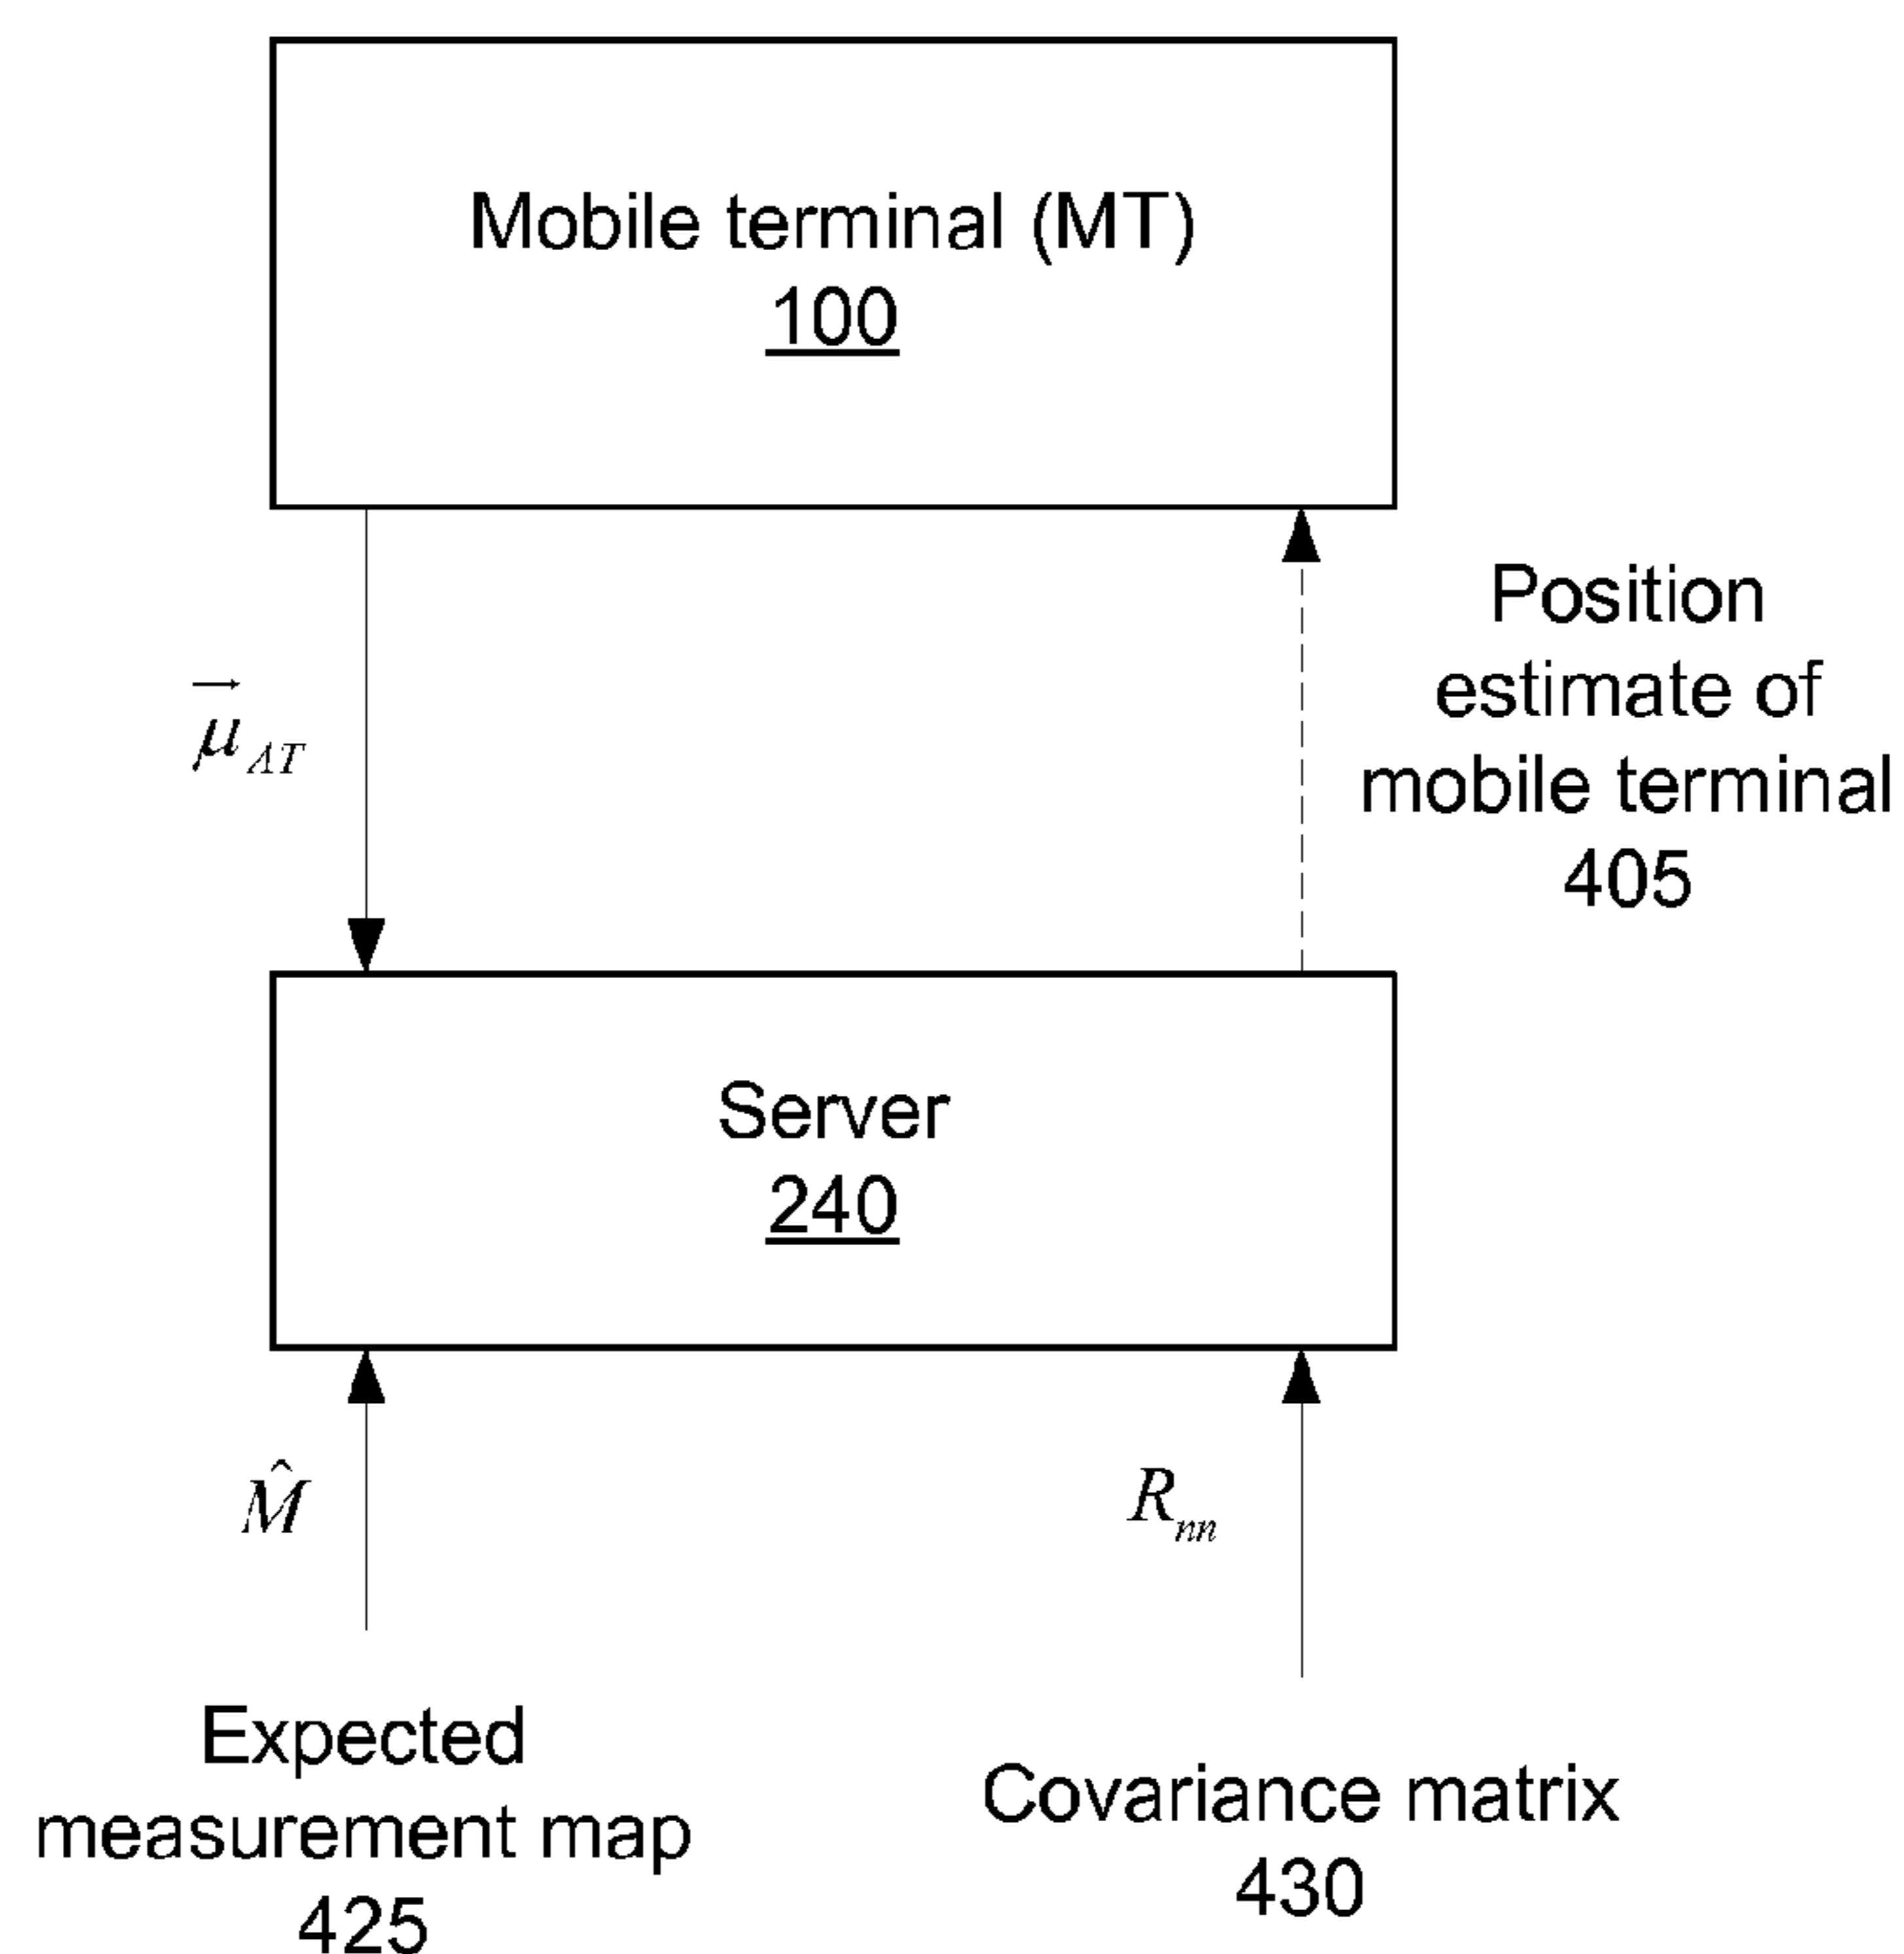 Mobile terminal (MT)
100
Position
estimate of
mobile terminal
405
μ⃗_AT
Server
240
M̂
R_nn
Expected
measurement map
425
Covariance matrix
430